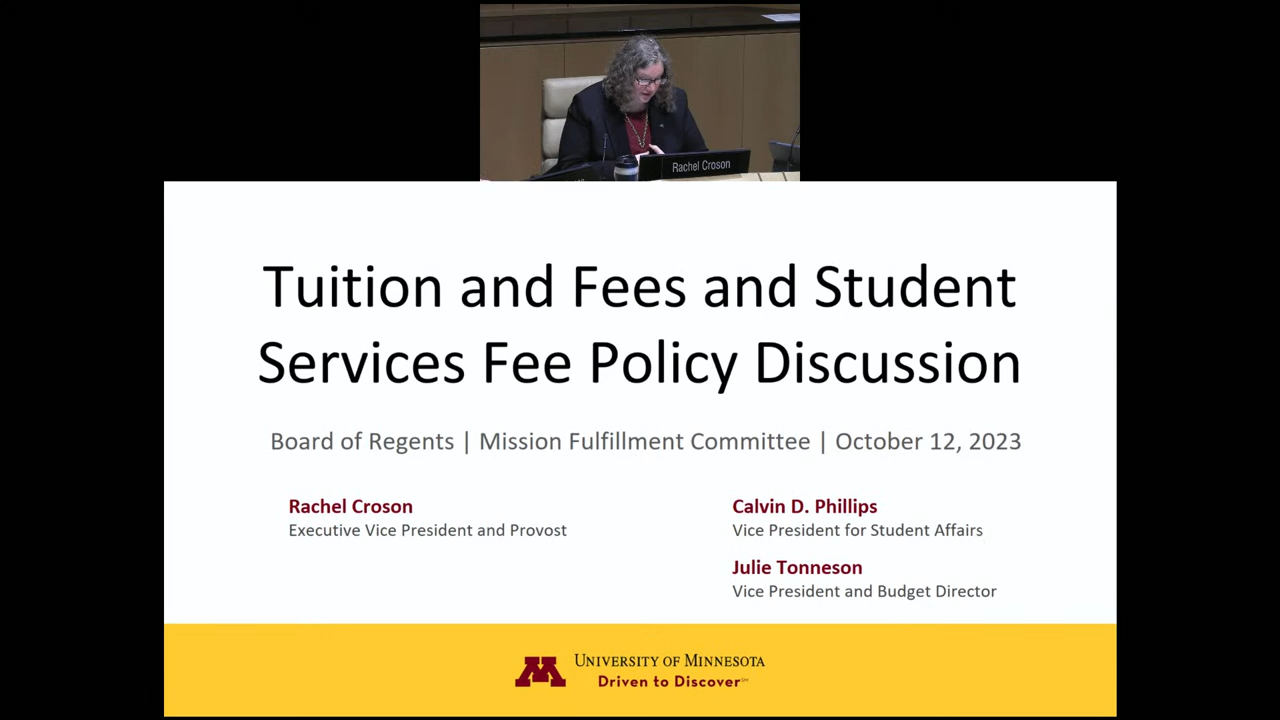 Rachel Croson
Tuition and Fees and Student
Services Fee Policy Discussion
Board of Regents | Mission Fulfillment Committee | October 12, 2023
Rachel Croson
Executive Vice President and Provost
Calvin D. Phillips
Vice President for Student Affairs
Julie Tonneson
Vice President and Budget Director
UNIVERSITY OF MINNESOTA
Driven to Discover℠